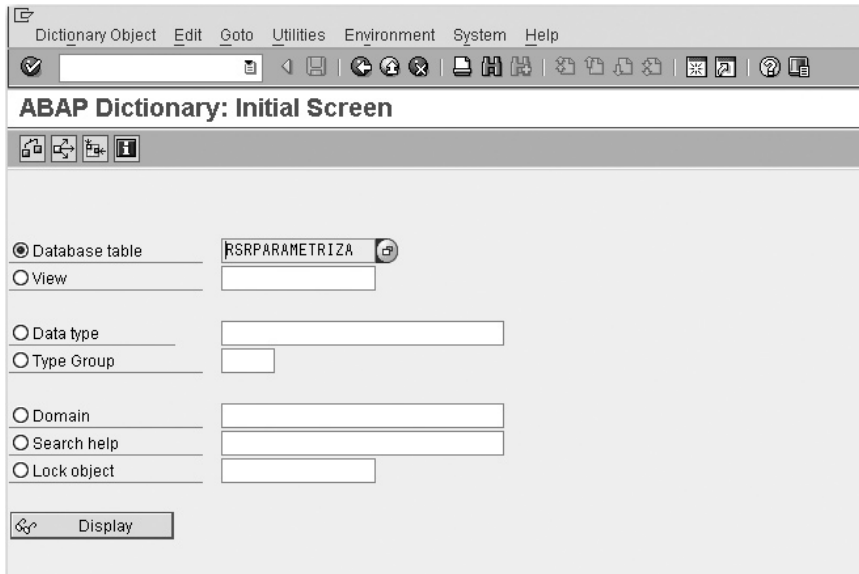 Dictionary Object Edit Goto Utilities Environment System Help
ABAP Dictionary: Initial Screen
Database table RSRPARAMETRIZA
View
Data type
Type Group
Domain
Search help
Lock object
Display